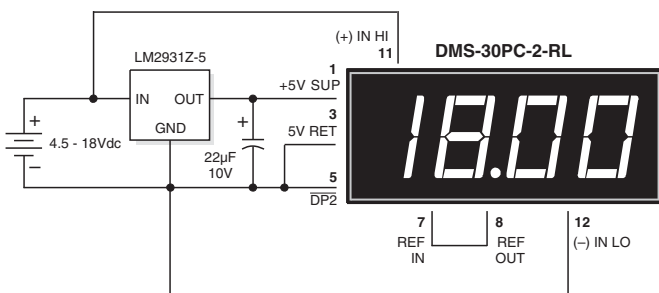 (+) IN HI
11
DMS-30PC-2-RL
LM2931Z-5
1
+5V SUP
IN OUT
GND
3
5V RET
+
4.5 - 18Vdc
–
+
22µF
10V
5
DP2
18.00
7
REF
IN
8
REF
OUT
12
(–) IN LO